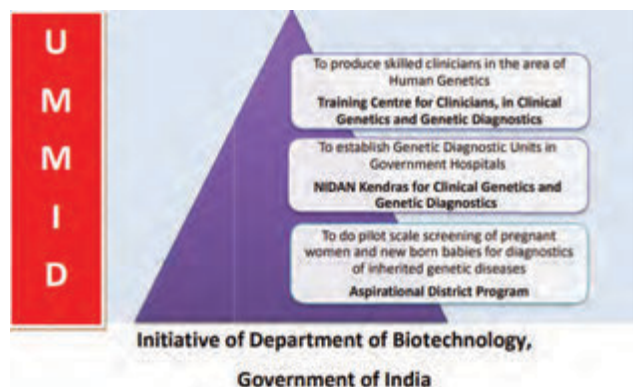 U
M
M
I
D
To produce skilled clinicians in the area of
Human Genetics
Training Centre for Clinicians, in Clinical
Genetics and Genetic Diagnostics
To establish Genetic Diagnostic Units in
Government Hospitals
NIDAN Kendras for Clinical Genetics and
Genetic Diagnostics
To do pilot scale screening of pregnant
women and new born babies for diagnostics
of inherited genetic diseases
Aspirational District Program
Initiative of Department of Biotechnology,
Government of India